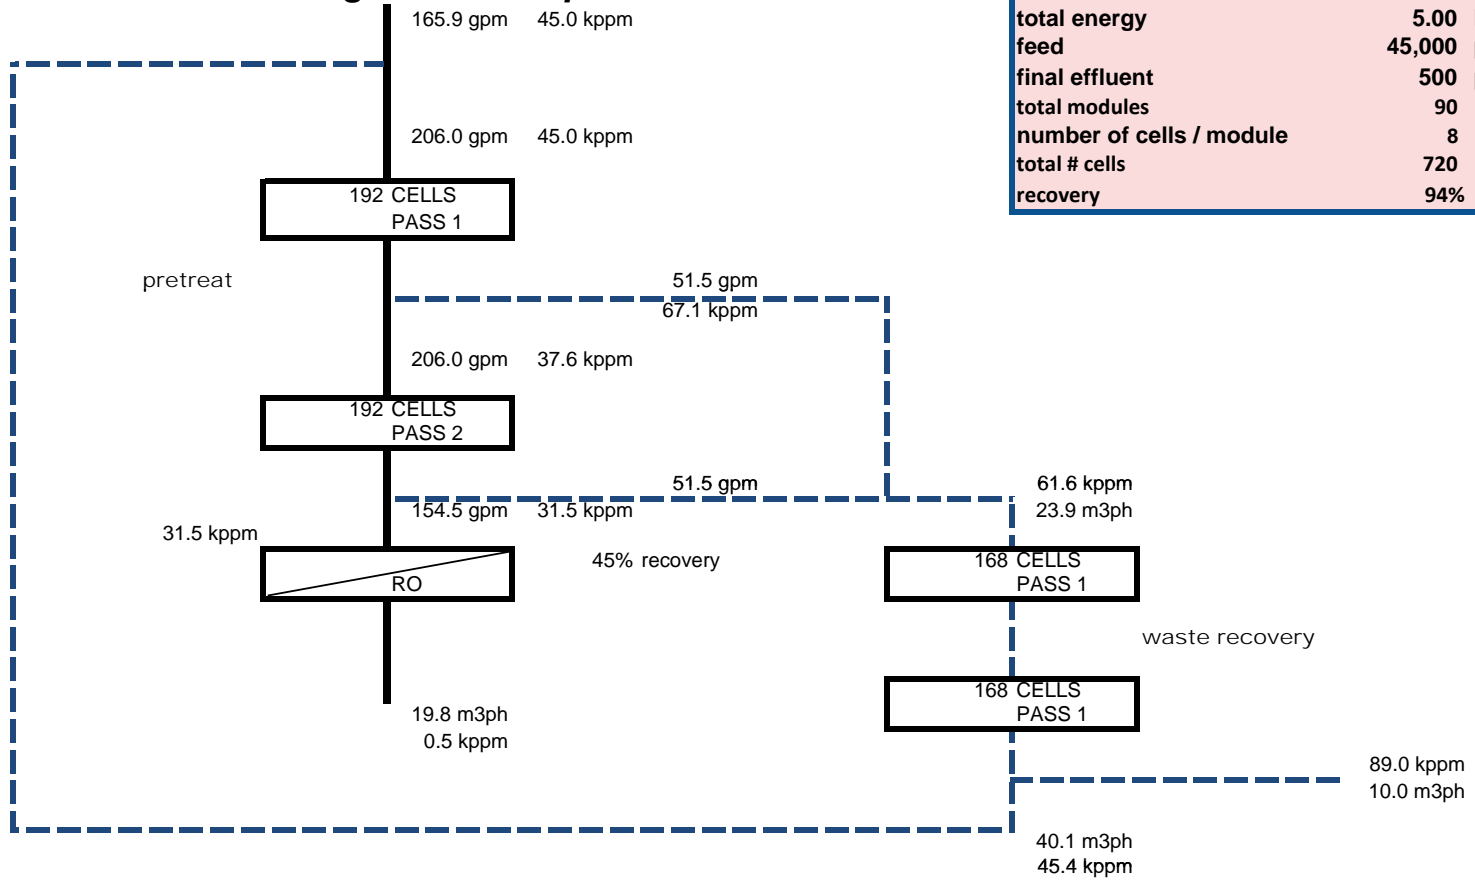 165.9 gpm 45.0 kppm
total energy 5.00
feed 45,000
final effluent 500
total modules 90
number of cells / module 8
total # cells 720
recovery 94%
206.0 gpm 45.0 kppm
192 CELLS
PASS 1
pretreat
51.5 gpm
67.1 kppm
206.0 gpm 37.6 kppm
192 CELLS
PASS 2
51.5 gpm
61.6 kppm
154.5 gpm 31.5 kppm
23.9 m3ph
31.5 kppm
45% recovery
RO
168 CELLS
PASS 1
waste recovery
168 CELLS
PASS 1
19.8 m3ph
0.5 kppm
89.0 kppm
10.0 m3ph
40.1 m3ph
45.4 kppm